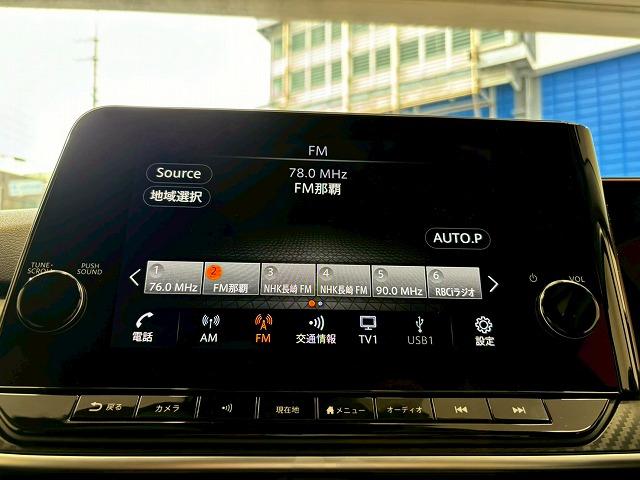 FM
Source
78.0 MHz
地域選択
FM那覇
AUTO.P
TUNE・SCROLL
PUSH SOUND
VOL
1 2 3 4 5 6
76.0 MHz FM那覇 NHK長崎 FM NHK長崎 FM 90.0 MHz RBCiラジオ
電話 AM FM 交通情報 TV1 USB1 設定
戻る カメラ 現在地 メニュー オーディオ